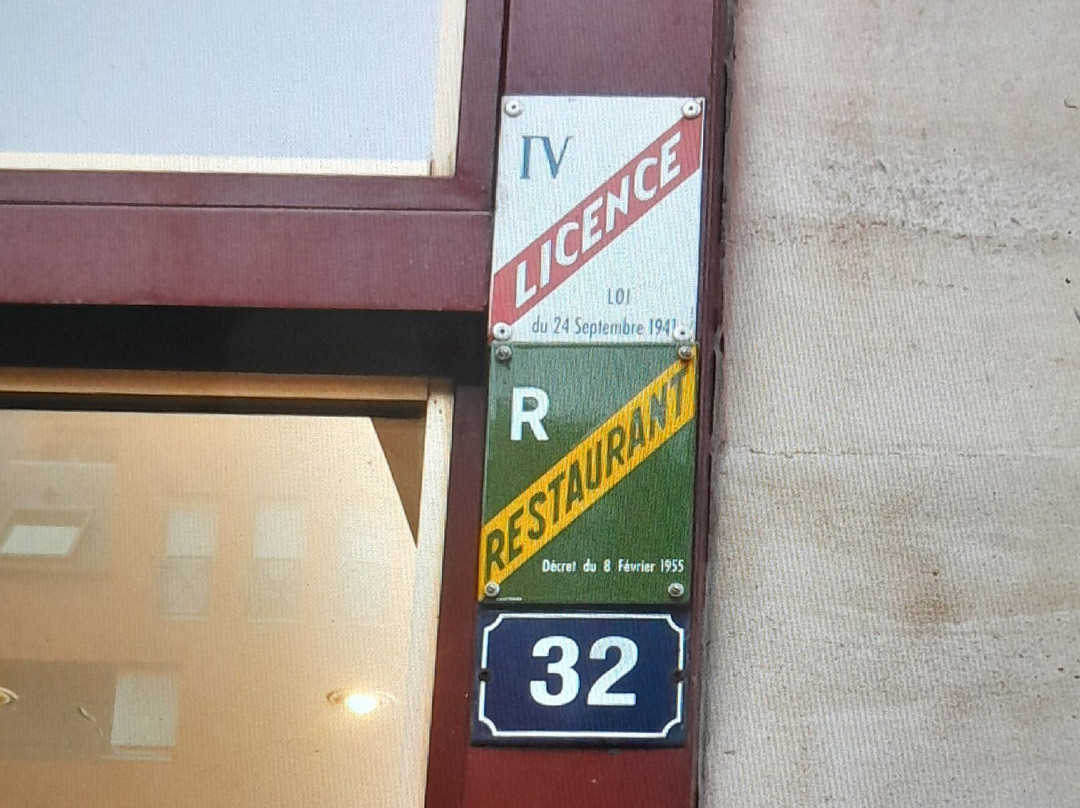 IV
LICENCE
LOI
du 24 Septembre 1941
R
RESTAURANT
Décret du 8 Février 1955
32